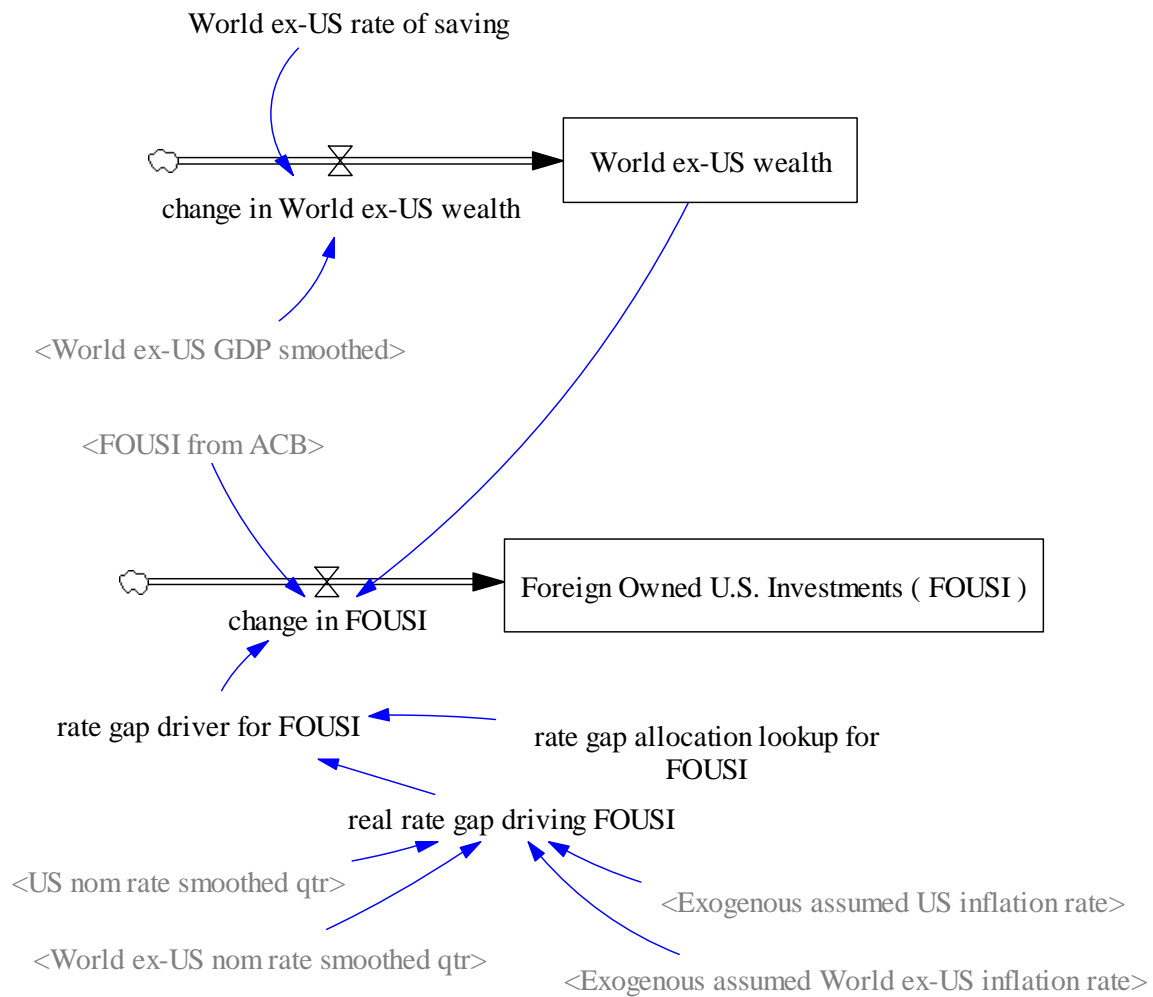 World ex-US rate of saving
World ex-US wealth
change in World ex-US wealth
<World ex-US GDP smoothed>
<FOUSI from ACB>
Foreign Owned U.S. Investments ( FOUSI )
change in FOUSI
rate gap driver for FOUSI
rate gap allocation lookup for
FOUSI
real rate gap driving FOUSI
<US nom rate smoothed qtr>
<Exogenous assumed US inflation rate>
<World ex-US nom rate smoothed qtr>
<Exogenous assumed World ex-US inflation rate>